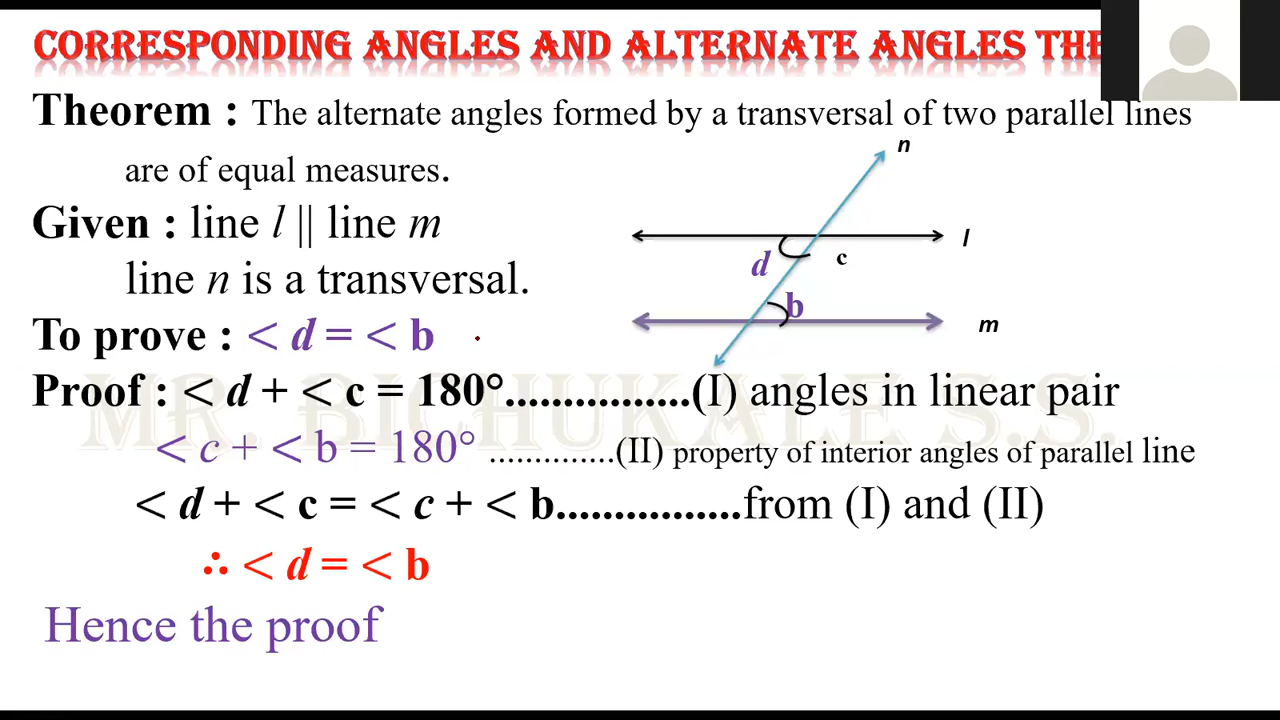 CORRESPONDING ANGLES AND ALTERNATE ANGLES THE
Theorem : The alternate angles formed by a transversal of two parallel lines
are of equal measures.
n
Given : line l || line m
l
d
c
line n is a transversal.
b
m
To prove : < d = < b
Proof : < d + < c = 180°................(I) angles in linear pair
MR. BICHUKALE S.S.
< c + < b = 180° ..............(II) property of interior angles of parallel line
< d + < c = < c + < b................from (I) and (II)
∴ < d = < b
Hence the proof